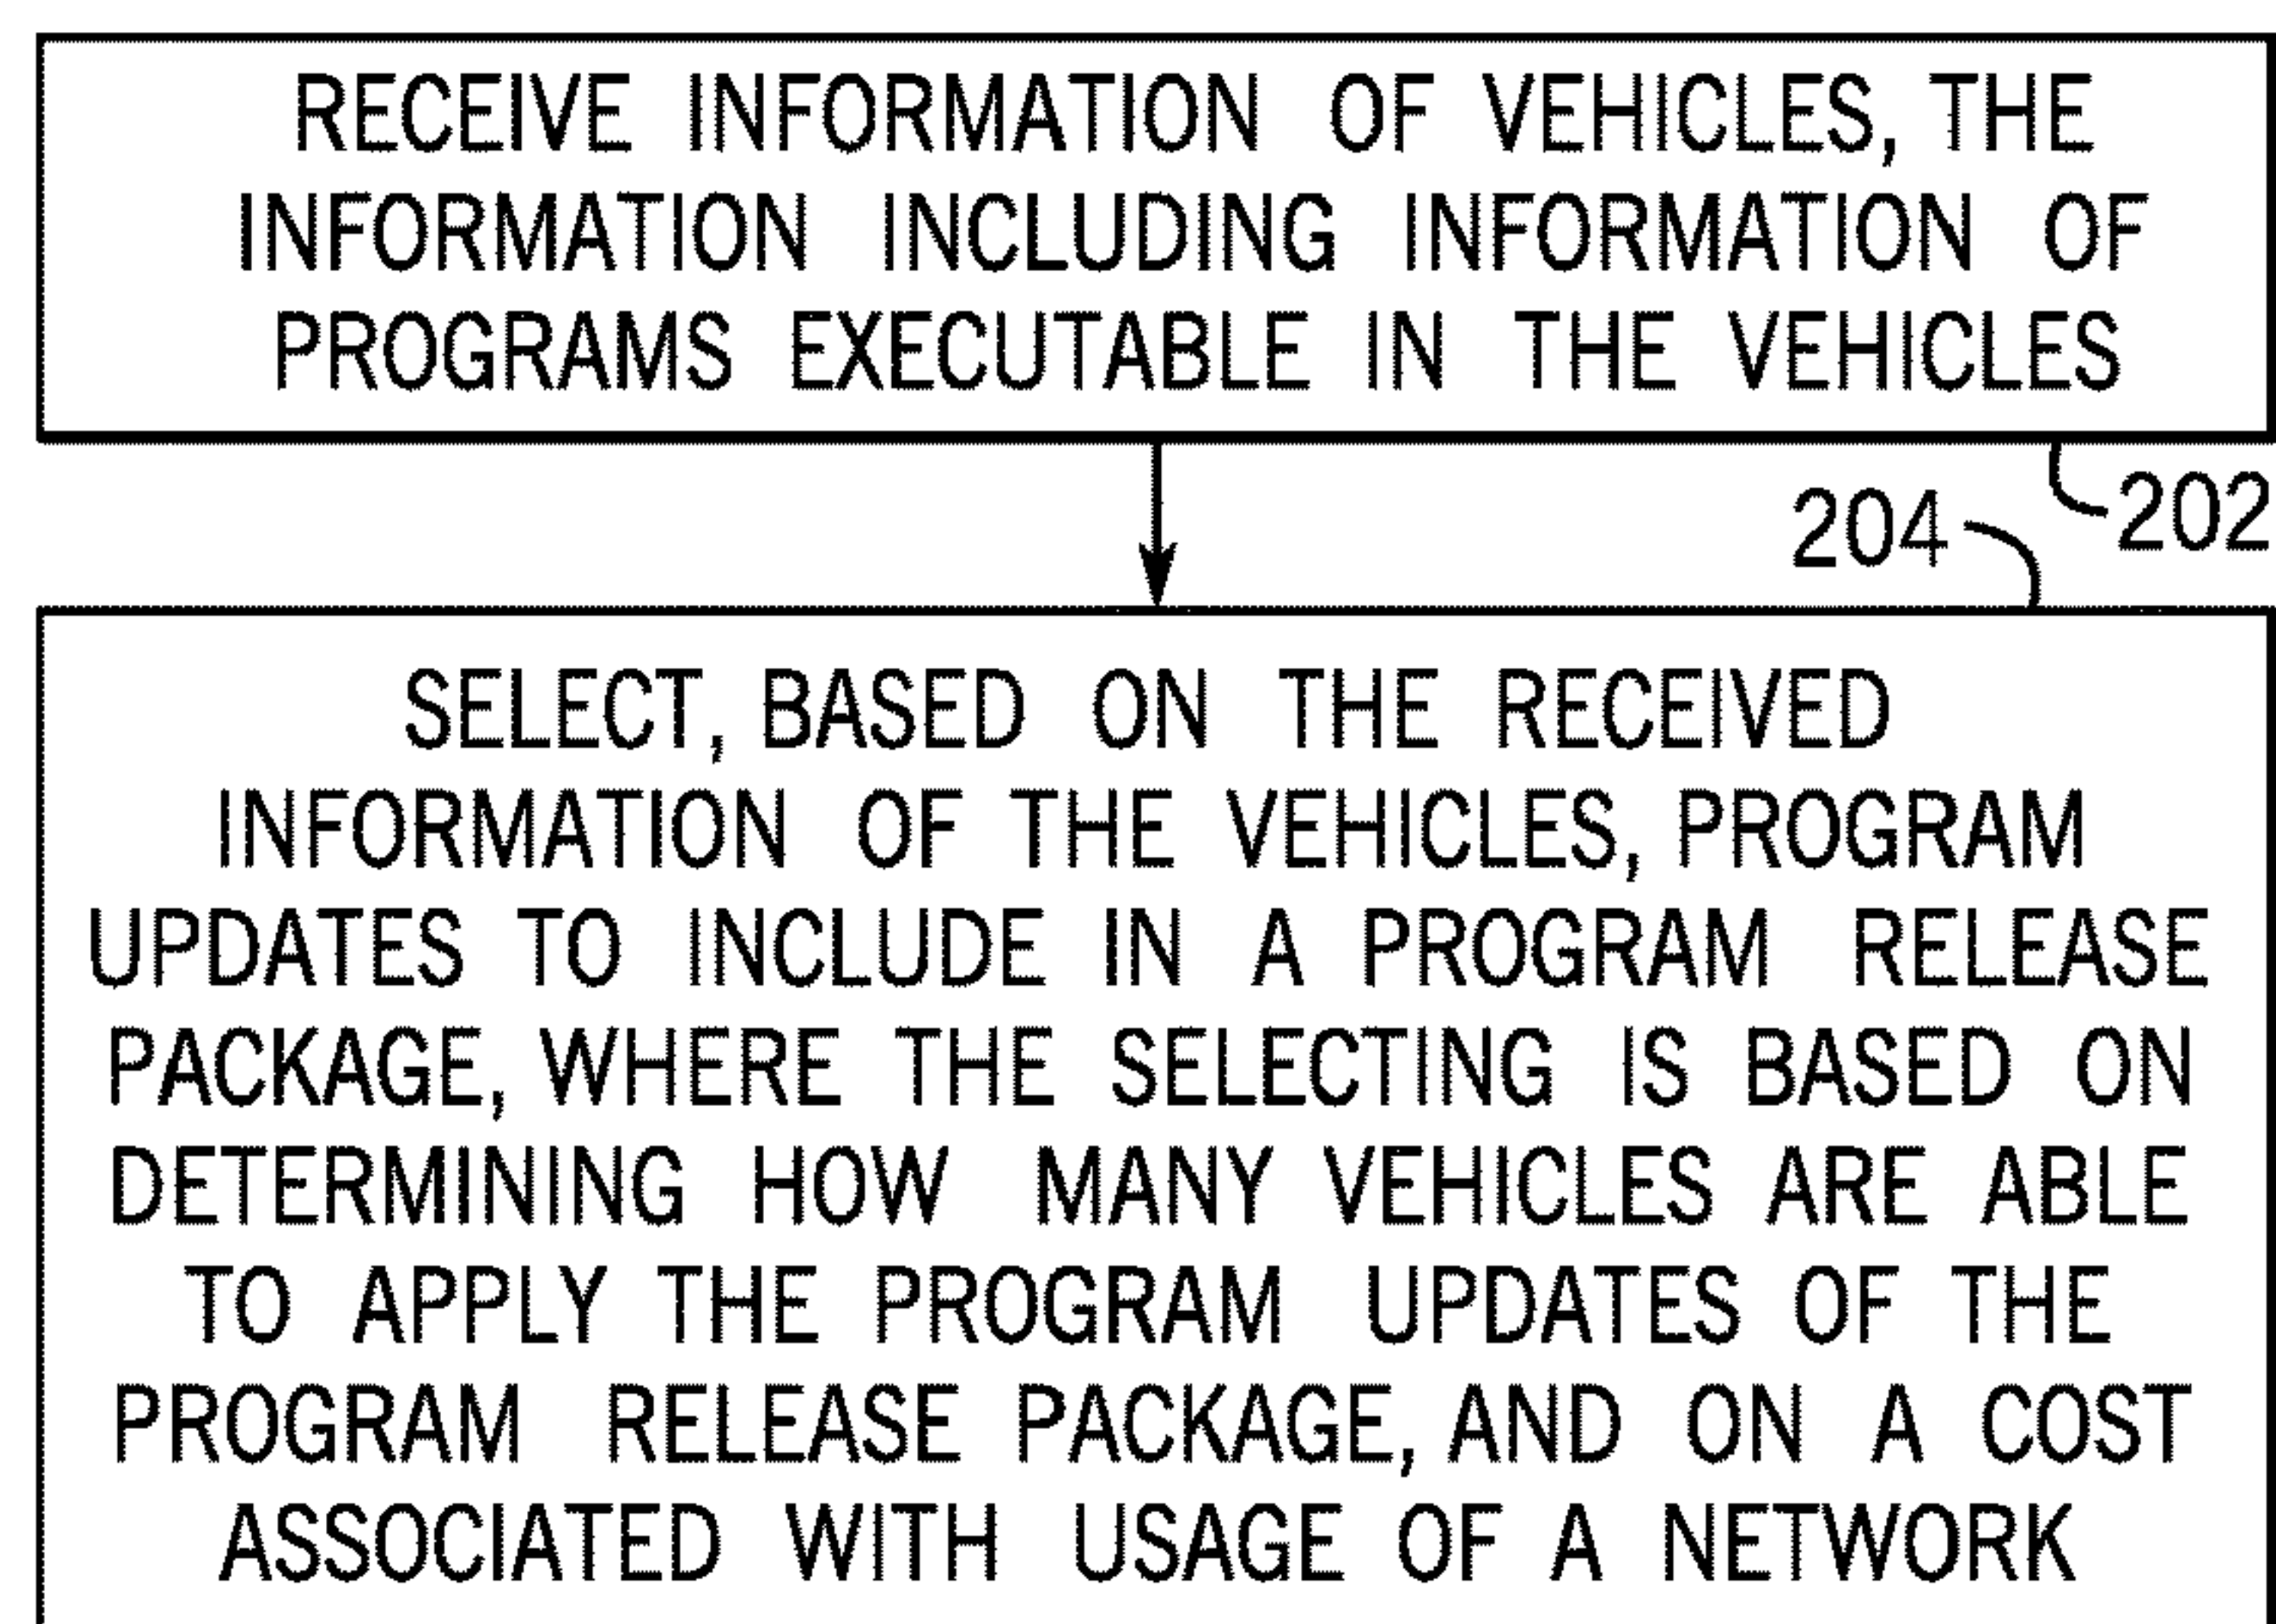 RECEIVE INFORMATION OF VEHICLES, THE
INFORMATION INCLUDING INFORMATION OF
PROGRAMS EXECUTABLE IN THE VEHICLES
202
204
SELECT, BASED ON THE RECEIVED
INFORMATION OF THE VEHICLES, PROGRAM
UPDATES TO INCLUDE IN A PROGRAM RELEASE
PACKAGE, WHERE THE SELECTING IS BASED ON
DETERMINING HOW MANY VEHICLES ARE ABLE
TO APPLY THE PROGRAM UPDATES OF THE
PROGRAM RELEASE PACKAGE, AND ON A COST
ASSOCIATED WITH USAGE OF A NETWORK